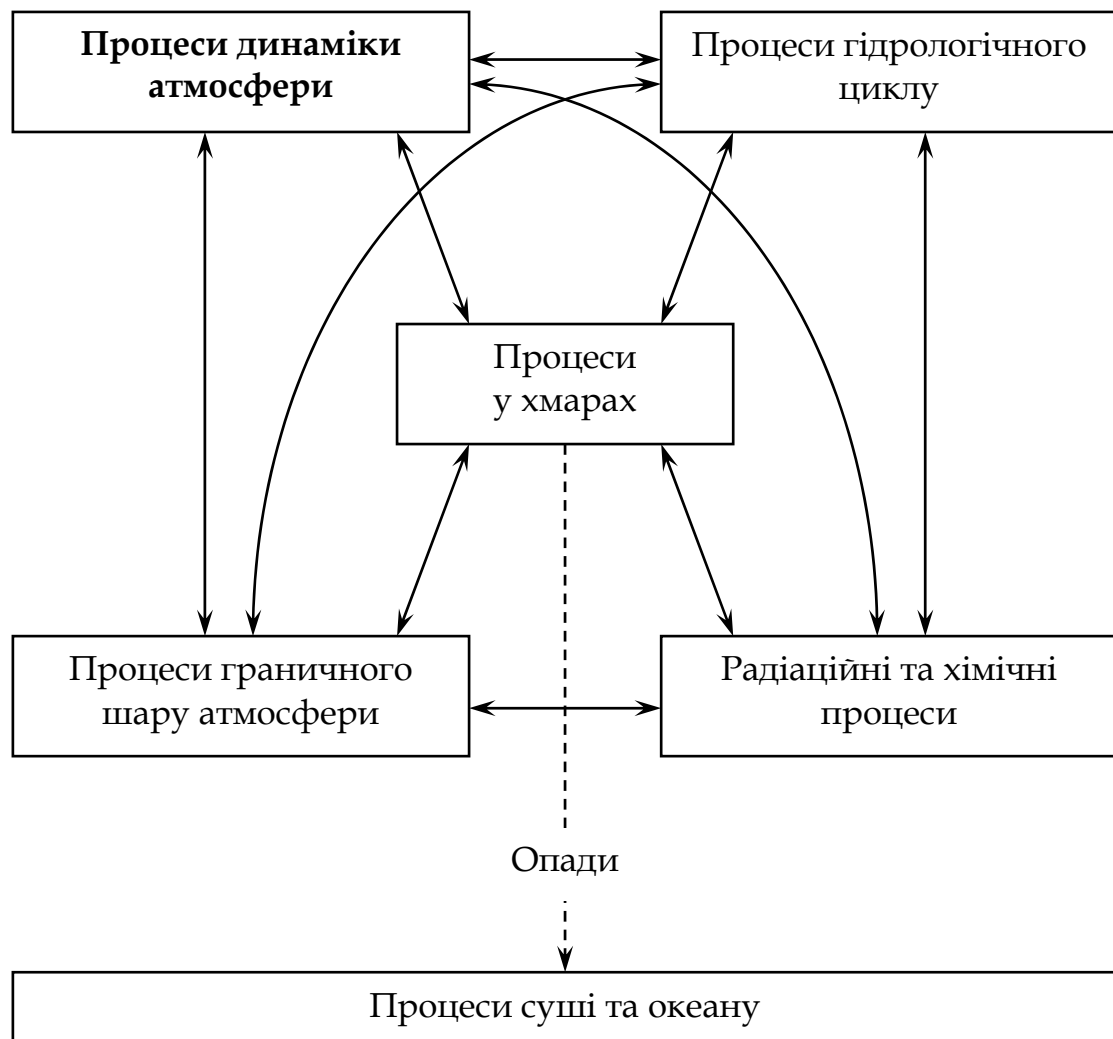 Процеси динаміки
атмосфери
Процеси гідрологічного
циклу
Процеси
у хмарах
Процеси граничного
шару атмосфери
Радіаційні та хімічні
процеси
Опади
Процеси суші та океану